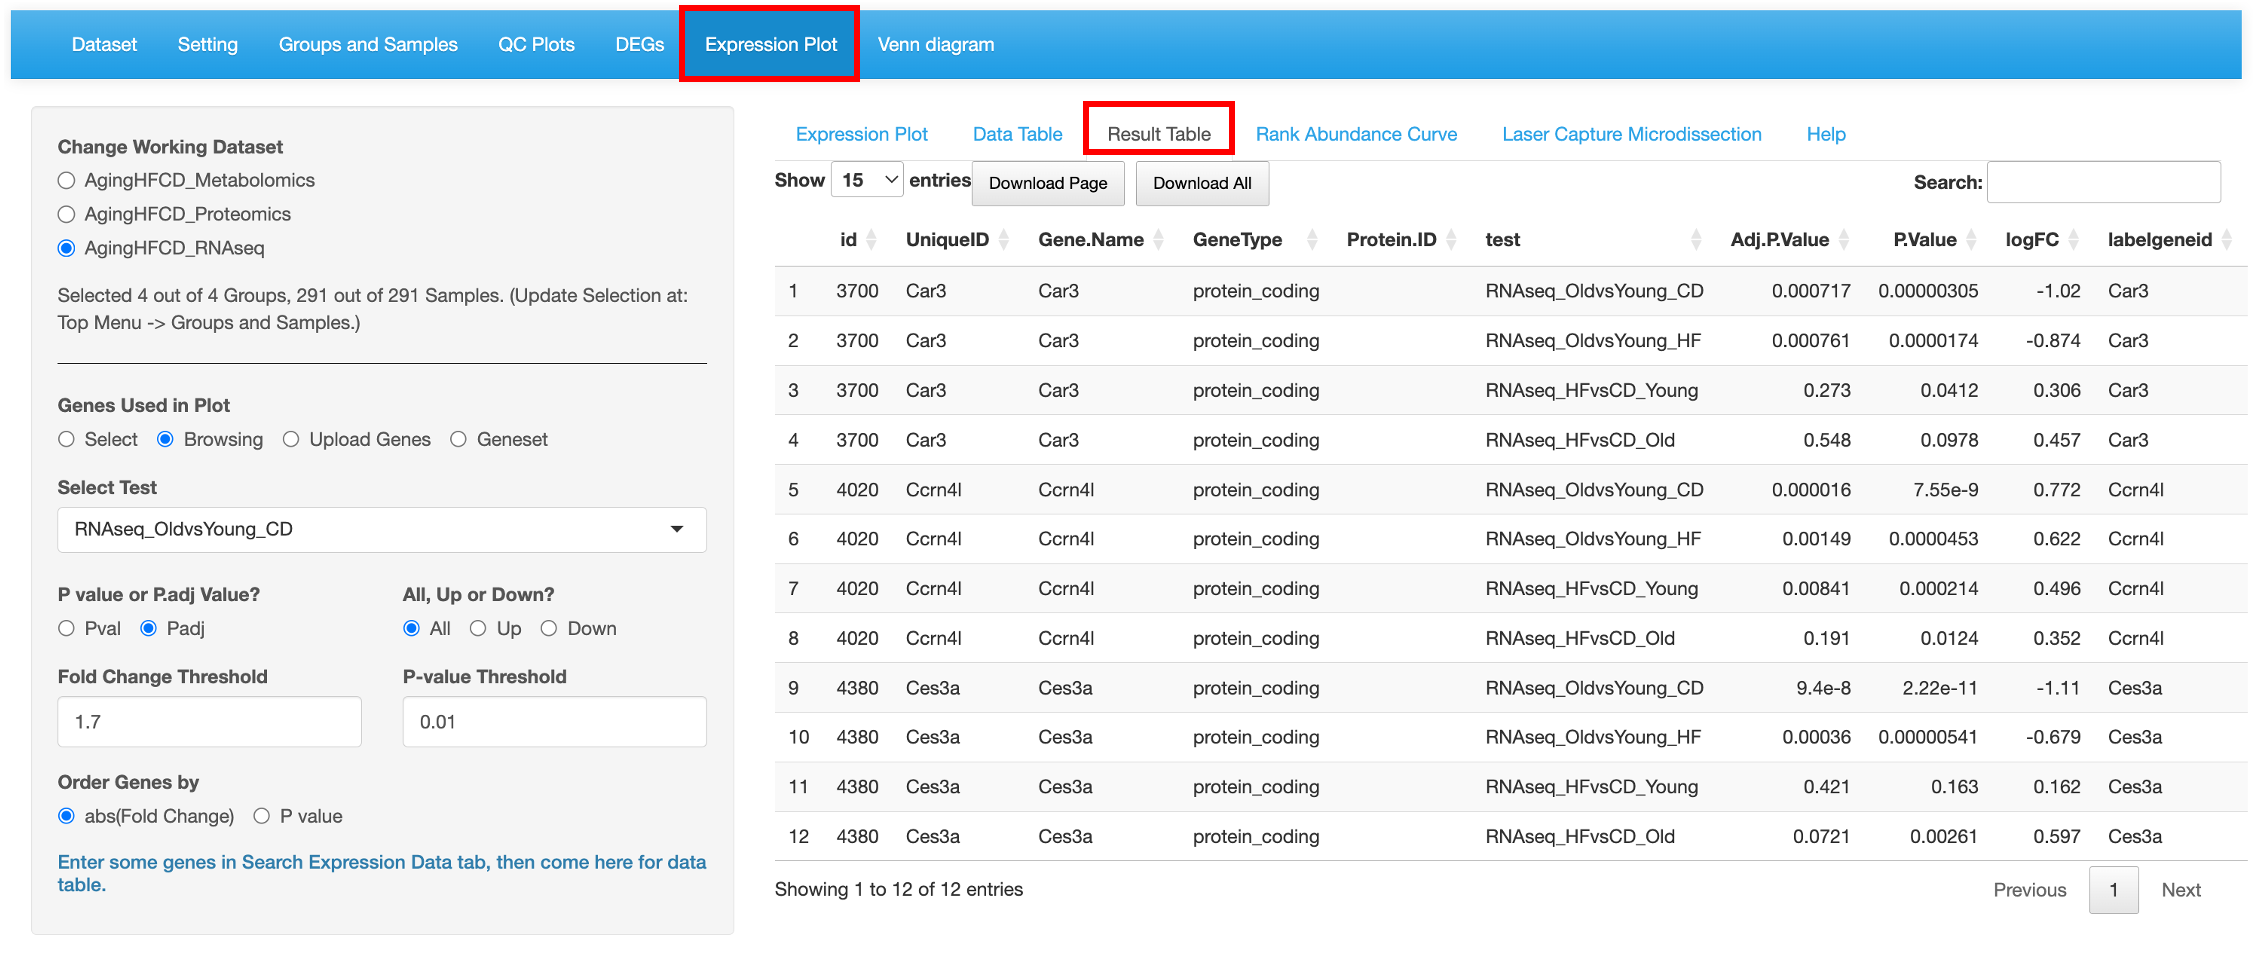 Dataset Setting Groups and Samples QC Plots DEGs Expression Plot Venn diagram
Change Working Dataset
AgingHFCD_Metabolomics
AgingHFCD_Proteomics
AgingHFCD_RNAseq
Selected 4 out of 4 Groups, 291 out of 291 Samples. (Update Selection at:
Top Menu -> Groups and Samples.)
Genes Used in Plot
Select Browsing Upload Genes Geneset
Select Test
RNAseq_OldvsYoung_CD
P value or P.adj Value? All, Up or Down?
Pval Padj All Up Down
Fold Change Threshold P-value Threshold
1.7 0.01
Order Genes by
abs(Fold Change) P value
Enter some genes in Search Expression Data tab, then come here for data
table.
Expression Plot Data Table Result Table Rank Abundance Curve Laser Capture Microdissection Help
Show 15 entries Download Page Download All Search:
id UniqueID Gene.Name GeneType Protein.ID test Adj.P.Value P.Value logFC labelgeneid
1 3700 Car3 Car3 protein_coding RNAseq_OldvsYoung_CD 0.000717 0.00000305 -1.02 Car3
2 3700 Car3 Car3 protein_coding RNAseq_OldvsYoung_HF 0.000761 0.0000174 -0.874 Car3
3 3700 Car3 Car3 protein_coding RNAseq_HFvsCD_Young 0.273 0.0412 0.306 Car3
4 3700 Car3 Car3 protein_coding RNAseq_HFvsCD_Old 0.548 0.0978 0.457 Car3
5 4020 Ccrn4l Ccrn4l protein_coding RNAseq_OldvsYoung_CD 0.000016 7.55e-9 0.772 Ccrn4l
6 4020 Ccrn4l Ccrn4l protein_coding RNAseq_OldvsYoung_HF 0.00149 0.0000453 0.622 Ccrn4l
7 4020 Ccrn4l Ccrn4l protein_coding RNAseq_HFvsCD_Young 0.00841 0.000214 0.496 Ccrn4l
8 4020 Ccrn4l Ccrn4l protein_coding RNAseq_HFvsCD_Old 0.191 0.0124 0.352 Ccrn4l
9 4380 Ces3a Ces3a protein_coding RNAseq_OldvsYoung_CD 9.4e-8 2.22e-11 -1.11 Ces3a
10 4380 Ces3a Ces3a protein_coding RNAseq_OldvsYoung_HF 0.00036 0.00000541 -0.679 Ces3a
11 4380 Ces3a Ces3a protein_coding RNAseq_HFvsCD_Young 0.421 0.163 0.162 Ces3a
12 4380 Ces3a Ces3a protein_coding RNAseq_HFvsCD_Old 0.0721 0.00261 0.597 Ces3a
Showing 1 to 12 of 12 entries Previous 1 Next